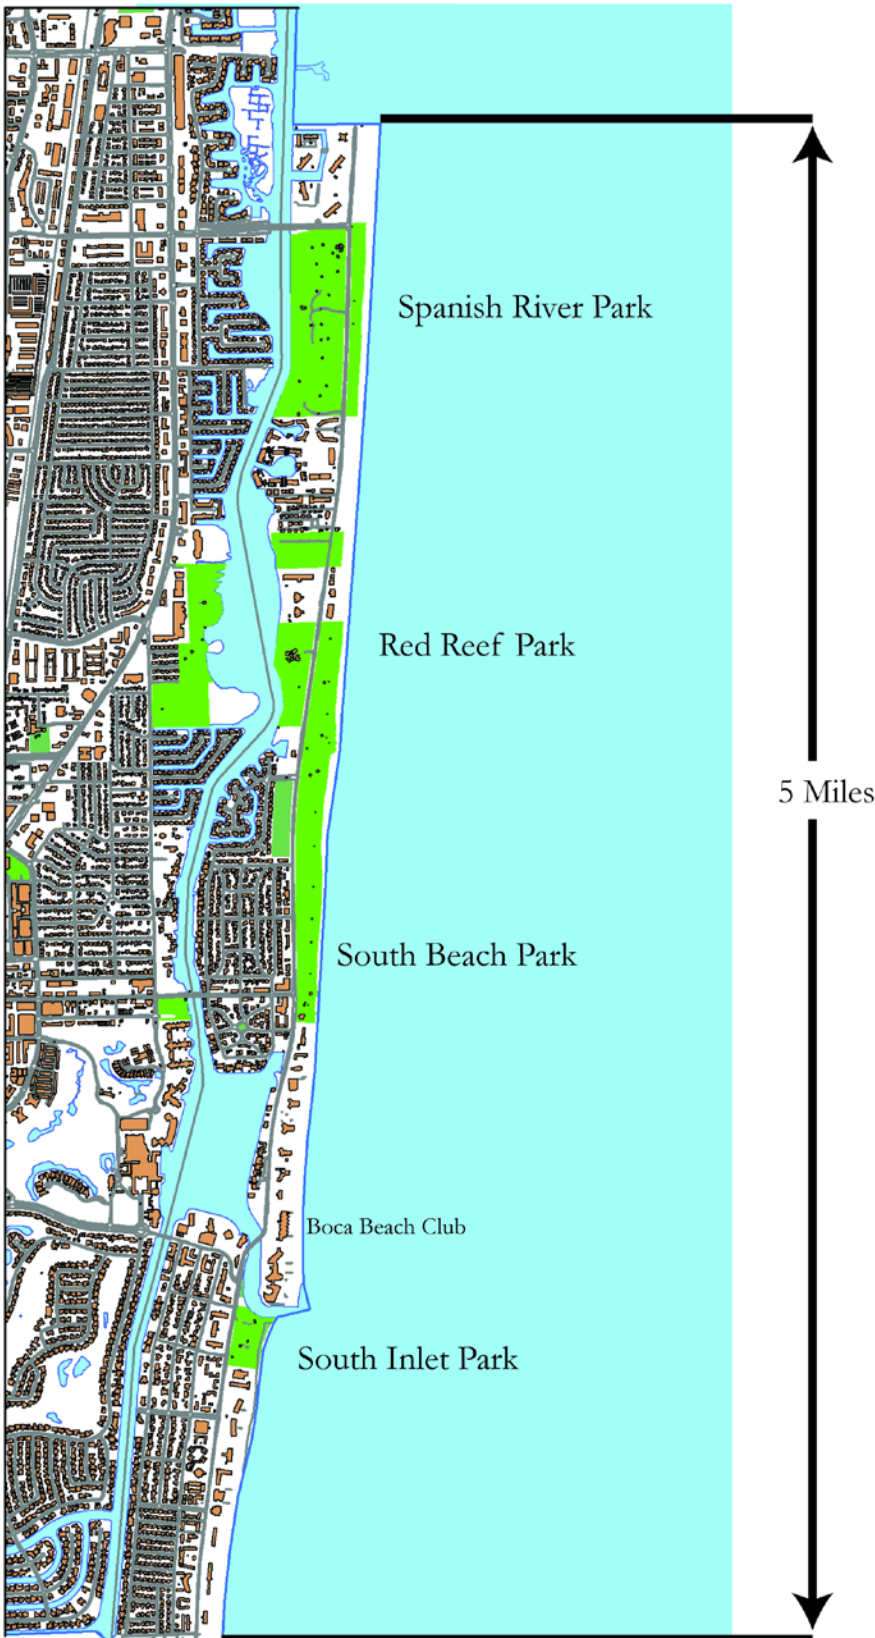 Spanish River Park
Red Reef Park
5 Miles
South Beach Park
Boca Beach Club
South Inlet Park